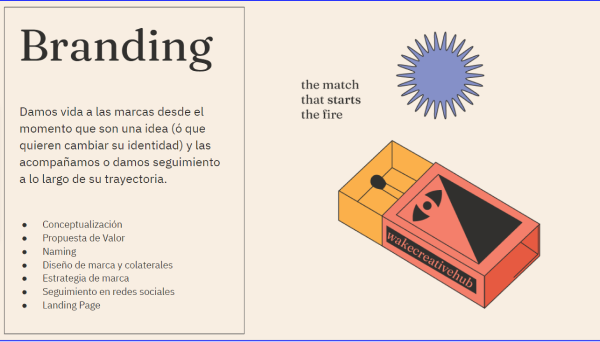 Branding
Damos vida a las marcas desde el
momento que son una idea (ó que
quieren cambiar su identidad) y las
acompañamos o damos seguimiento
a lo largo de su trayectoria.
● Conceptualización
● Propuesta de Valor
● Naming
● Diseño de marca y colaterales
● Estrategia de marca
● Seguimiento en redes sociales
● Landing Page
the match
that starts
the fire
wakecreativehub